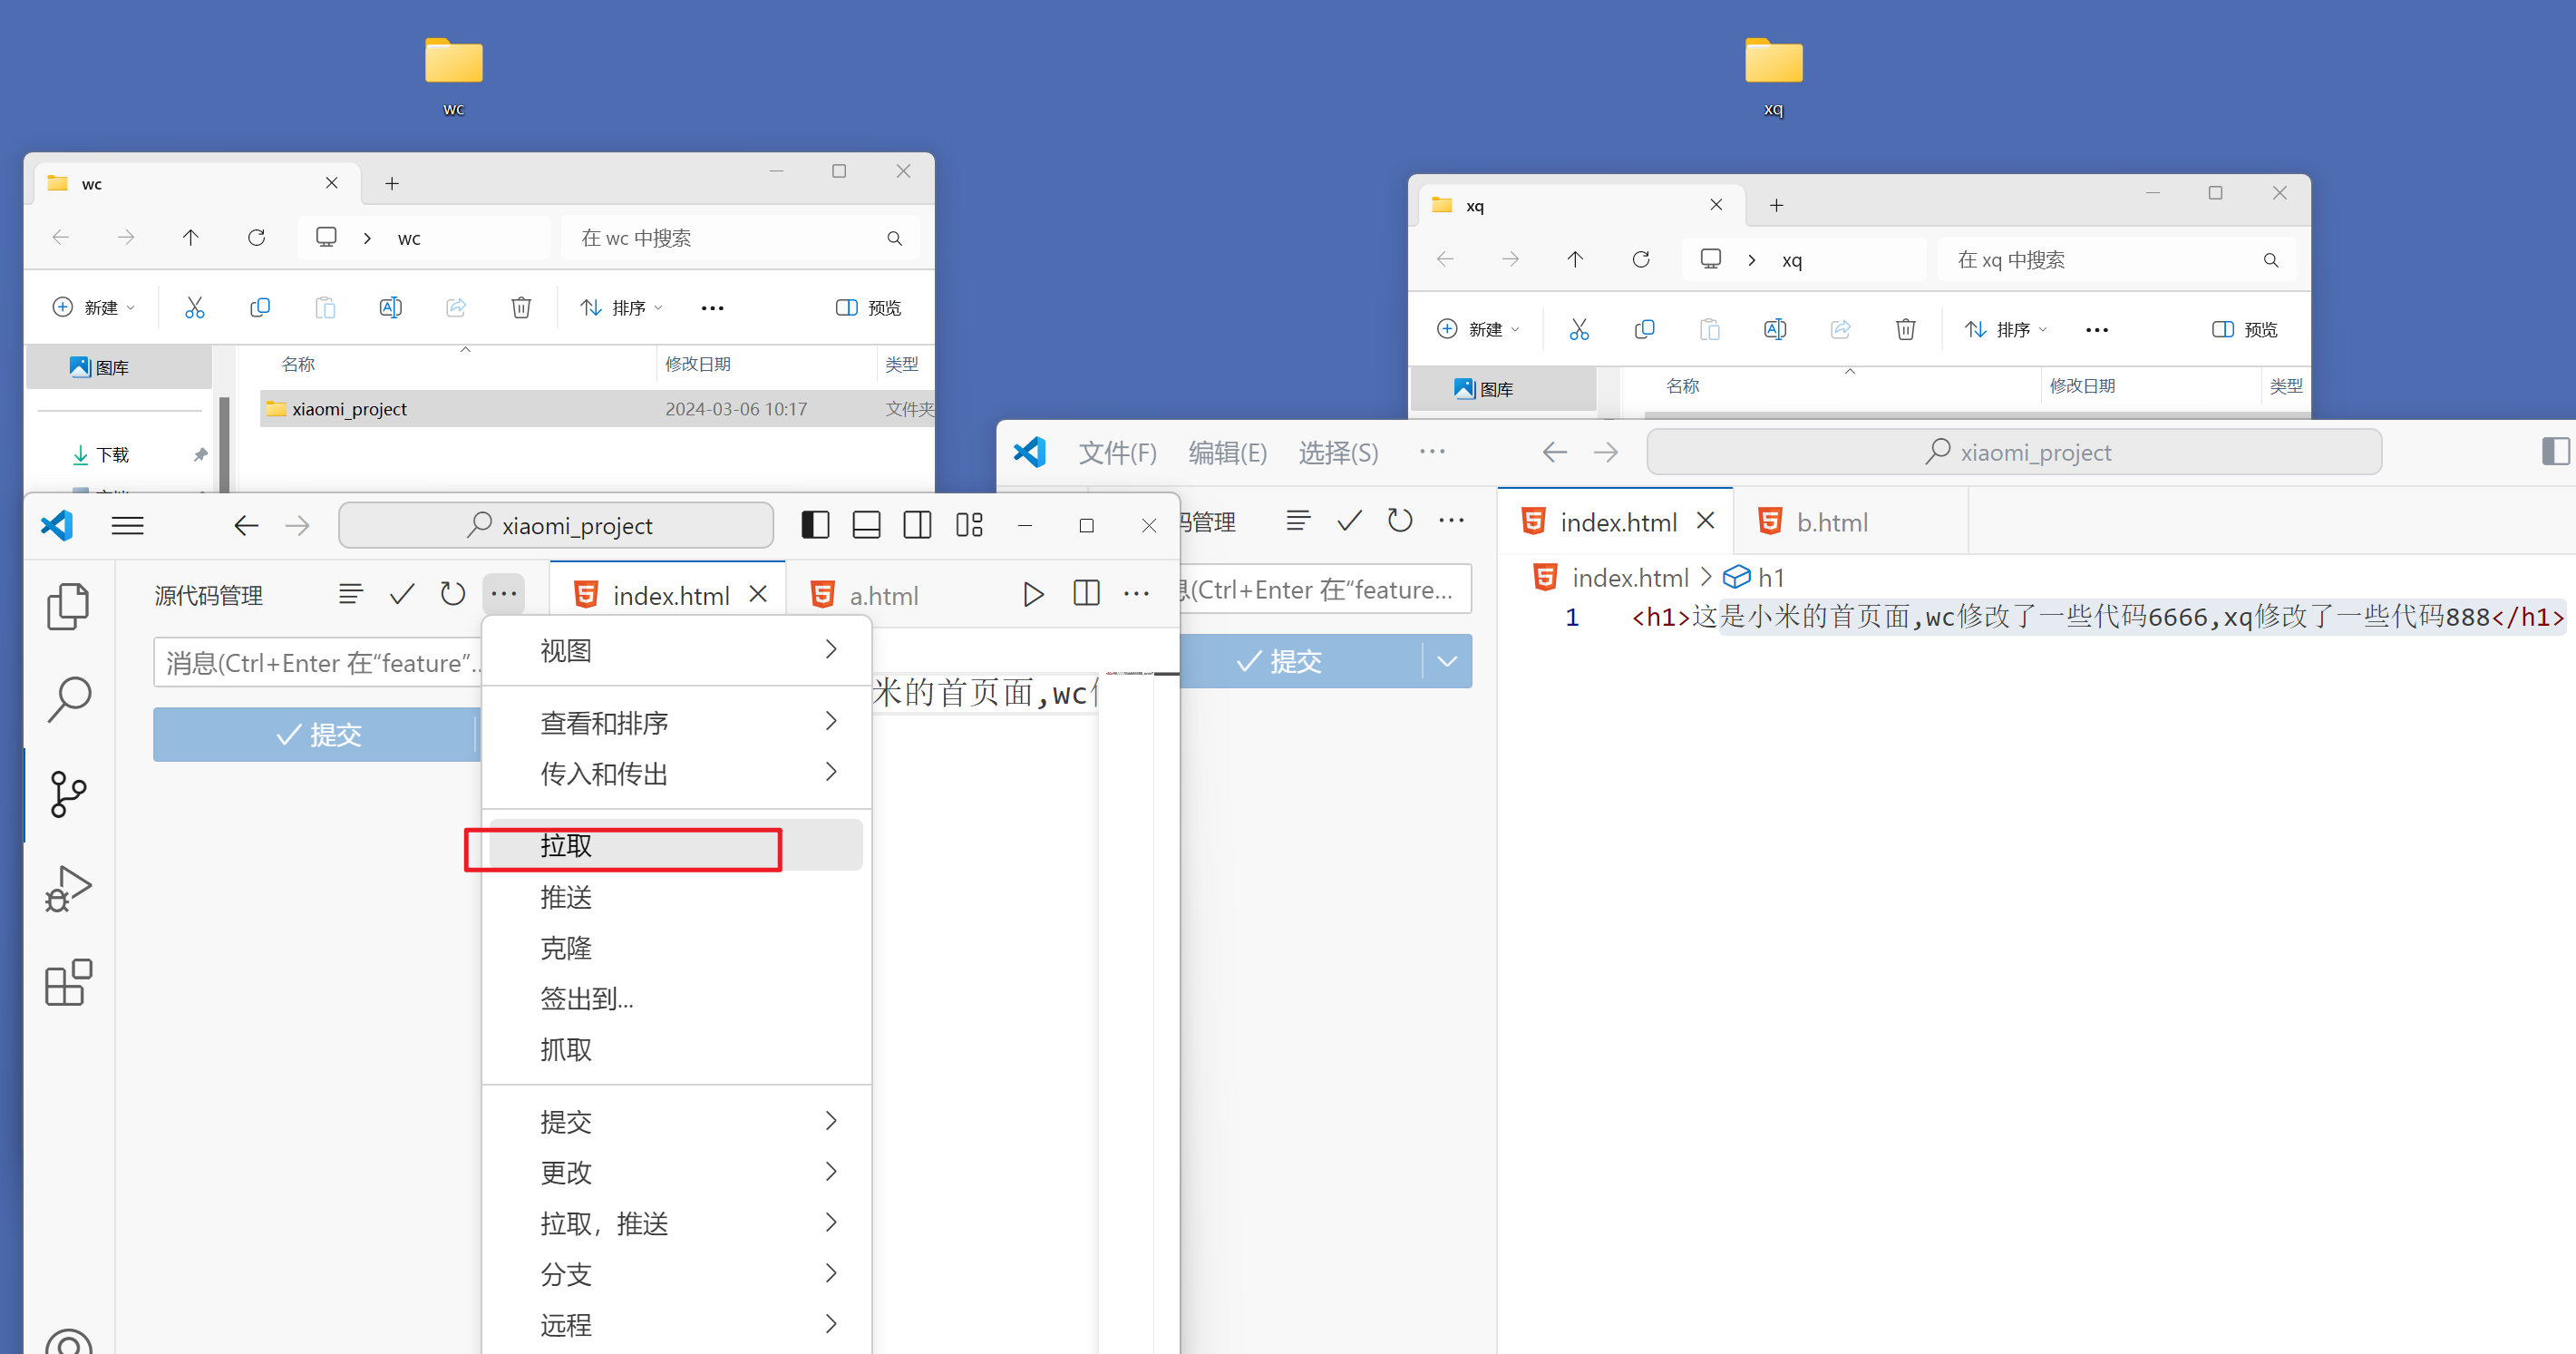 wc
xq
wc
wc
在 wc 中搜索
新建
排序
预览
图库
名称
修改日期
类型
xiaomi_project
2024-03-06 10:17
文件夹
下载
xq
xq
在 xq 中搜索
新建
排序
预览
图库
名称
修改日期
类型
文件(F)
编辑(E)
选择(S)
xiaomi_project
管理
index.html
b.html
(Ctrl+Enter 在“feature...
index.html > h1
提交
1 <h1>这是小米的首页面,wc修改了一些代码6666,xq修改了一些代码888</h1>
xiaomi_project
源代码管理
index.html
a.html
消息(Ctrl+Enter 在“feature”..
提交
米的首页面,wc
视图
查看和排序
传入和传出
拉取
推送
克隆
签出到...
抓取
提交
更改
拉取，推送
分支
远程